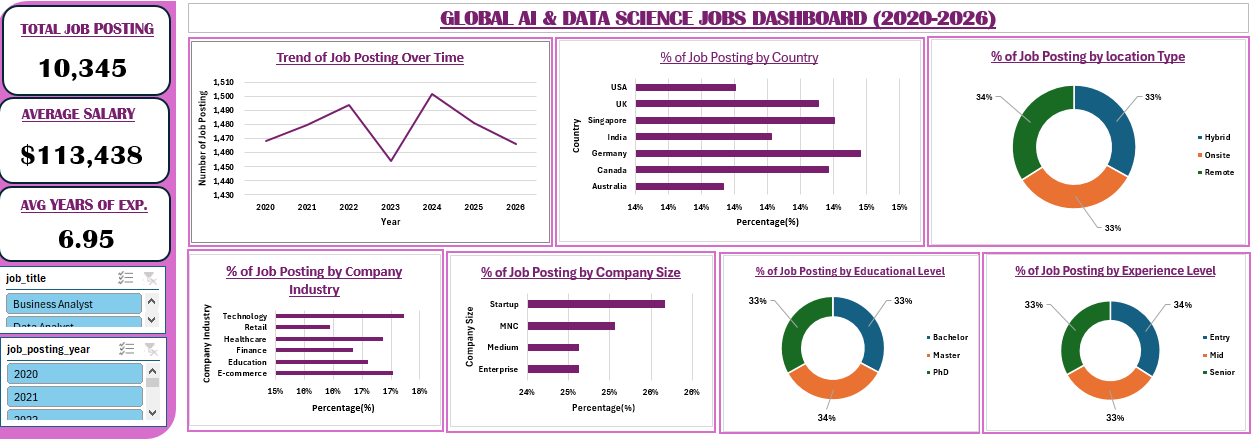 GLOBAL AI & DATA SCIENCE JOBS DASHBOARD (2020-2026)
TOTAL JOB POSTING
10,345
AVERAGE SALARY
$113,438
AVG YEARS OF EXP.
6.95
job_title
Business Analyst
Data Analyst
job_posting_year
2020
2021
2022
Trend of Job Posting Over Time
Number of Job Posting
1,510
1,500
1,490
1,480
1,470
1,460
1,450
1,440
1,430
2020 2021 2022 2023 2024 2025 2026
Year
% of Job Posting by Country
Country
USA
UK
Singapore
India
Germany
Canada
Australia
14% 14% 14% 14% 14% 14% 14% 15% 15%
Percentage(%)
% of Job Posting by location Type
34%
33%
33%
Hybrid
Onsite
Remote
% of Job Posting by Company
Industry
Company Industry
Technology
Retail
Healthcare
Finance
Education
E-commerce
15% 16% 16% 17% 17% 18%
Percentage(%)
% of Job Posting by Company Size
Company Size
Startup
MNC
Medium
Enterprise
24% 25% 25% 26% 26%
Percentage(%)
% of Job Posting by Educational Level
33%
33%
34%
Bachelor
Master
PhD
% of Job Posting by Experience Level
33%
34%
33%
Entry
Mid
Senior